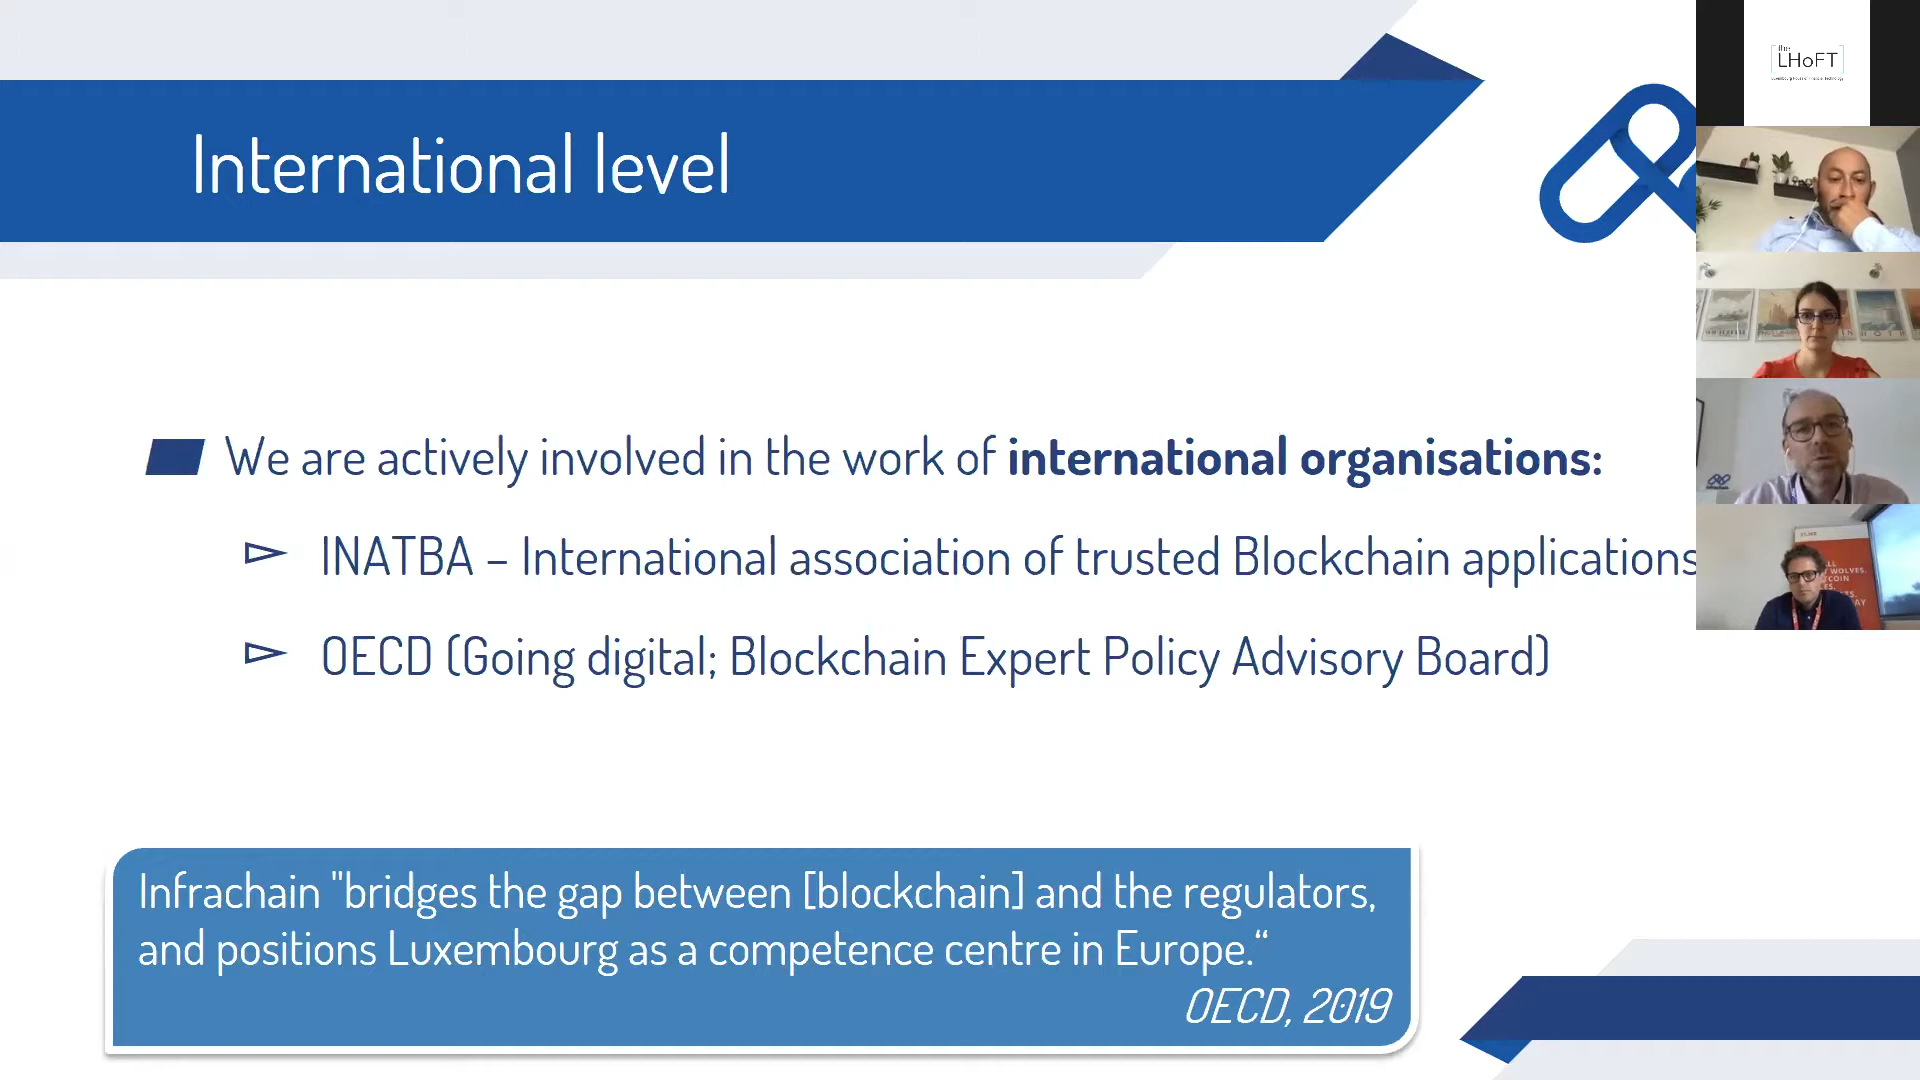 International level
We are actively involved in the work of international organisations:
INATBA – International association of trusted Blockchain applications
OECD (Going digital; Blockchain Expert Policy Advisory Board)
Infrachain "bridges the gap between [blockchain] and the regulators,
and positions Luxembourg as a competence centre in Europe.“
OECD, 2019
the
LHoFT
WOLVES.